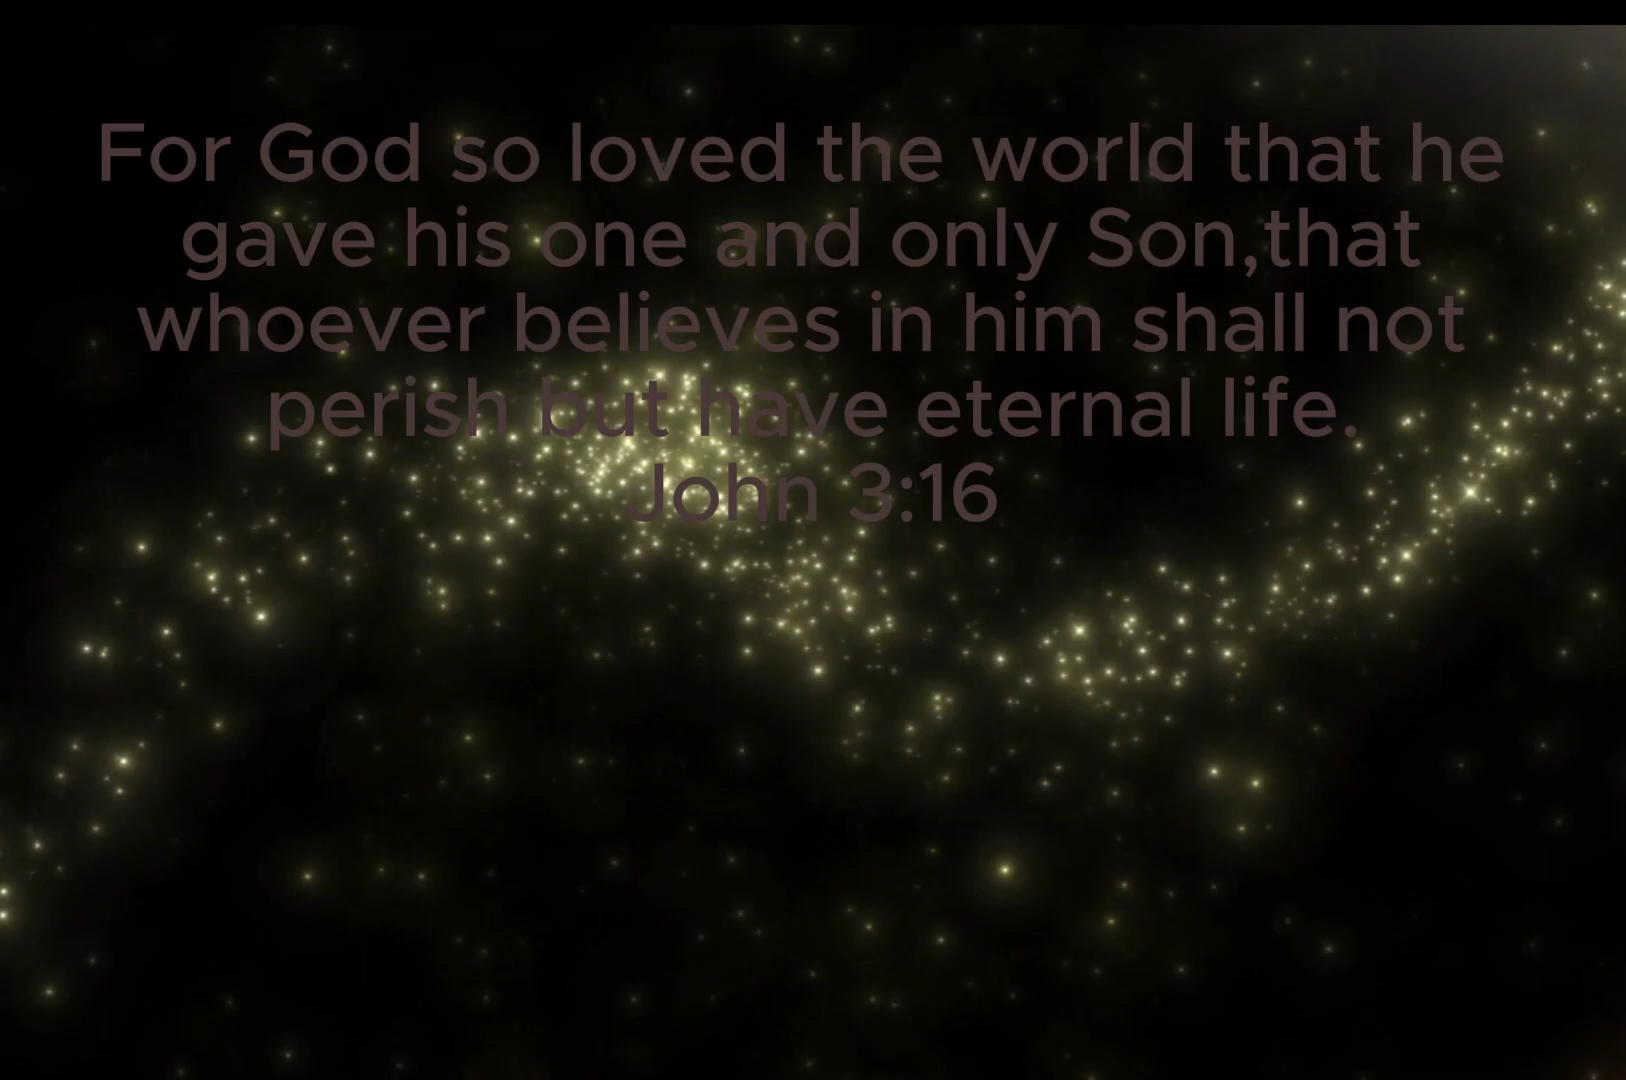 For God so loved the world that he
gave his one and only Son,that
whoever believes in him shall not
perish but have eternal life.
John 3:16